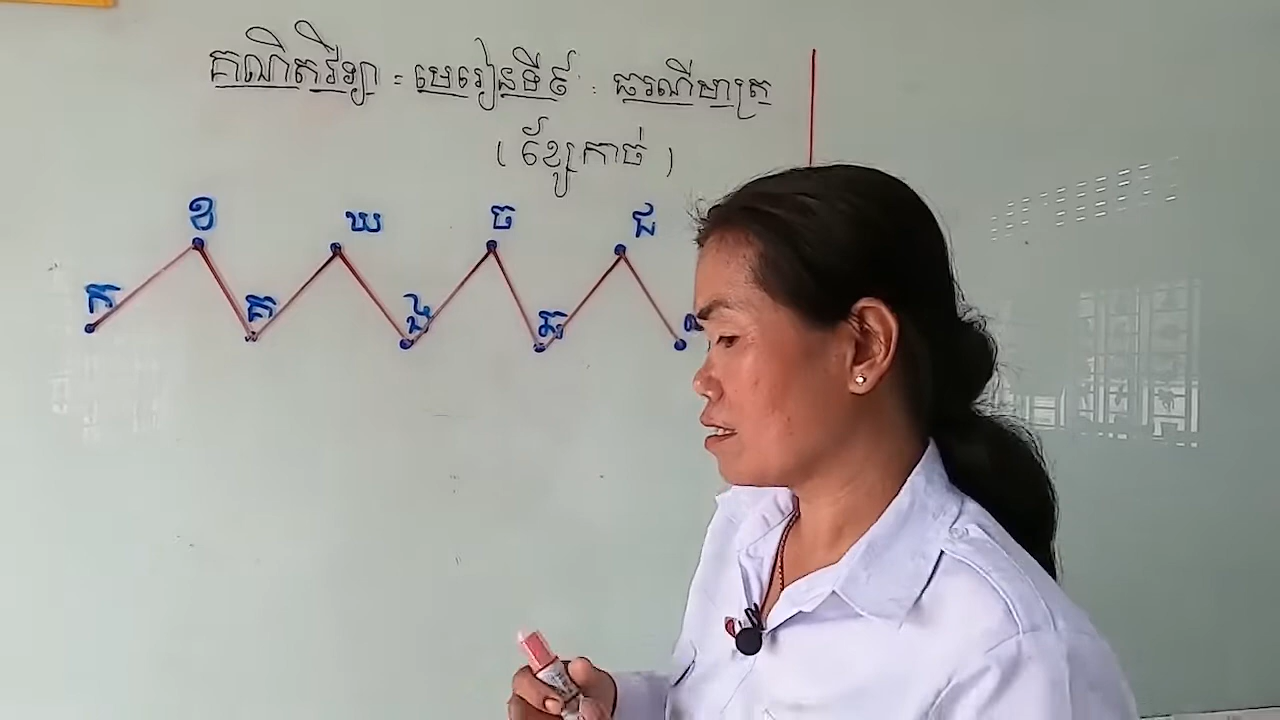 គណិតវិទ្យា = មេរៀនទី៩ : ធរណីមាត្រ
( ខ្សែកាច់ )
ខ ឃ ច ជ
ក គ ង ឆ